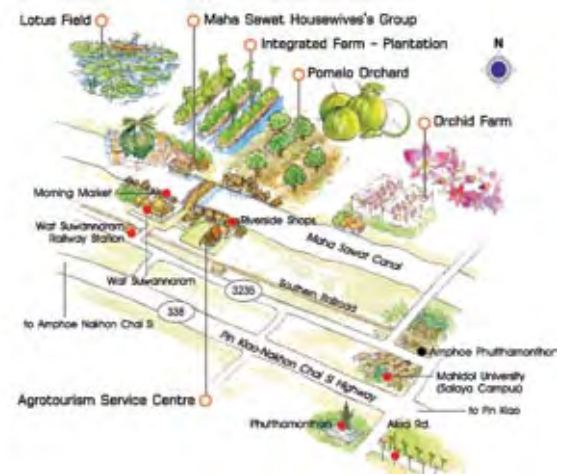 Lotus Field
Maha Sawet Housewives's Group
Integrated Farm - Plantation
N
Pomelo Orchard
Orchid Farm
Morning Market
Riverside Shops
Wat Suwannaram
Railway Station
Maha Sawat Canal
Wat Suwannaram
3235
Southern Railroad
338
to Amphoe Nakhon Chai Si
Pin Klao-Nakhon Chai Si Highway
Amphoe Phutthamonthon
Mahidol University
(Salaya Campus)
Agrotourism Service Centre
to Pin Klao
Phutthamonthon
Rd.